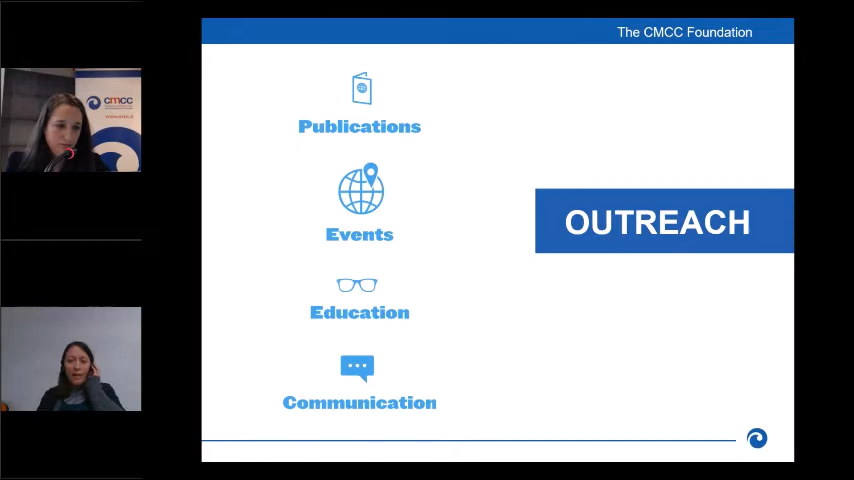 The CMCC Foundation
Publications
Events
Education
Communication
OUTREACH
cmcc